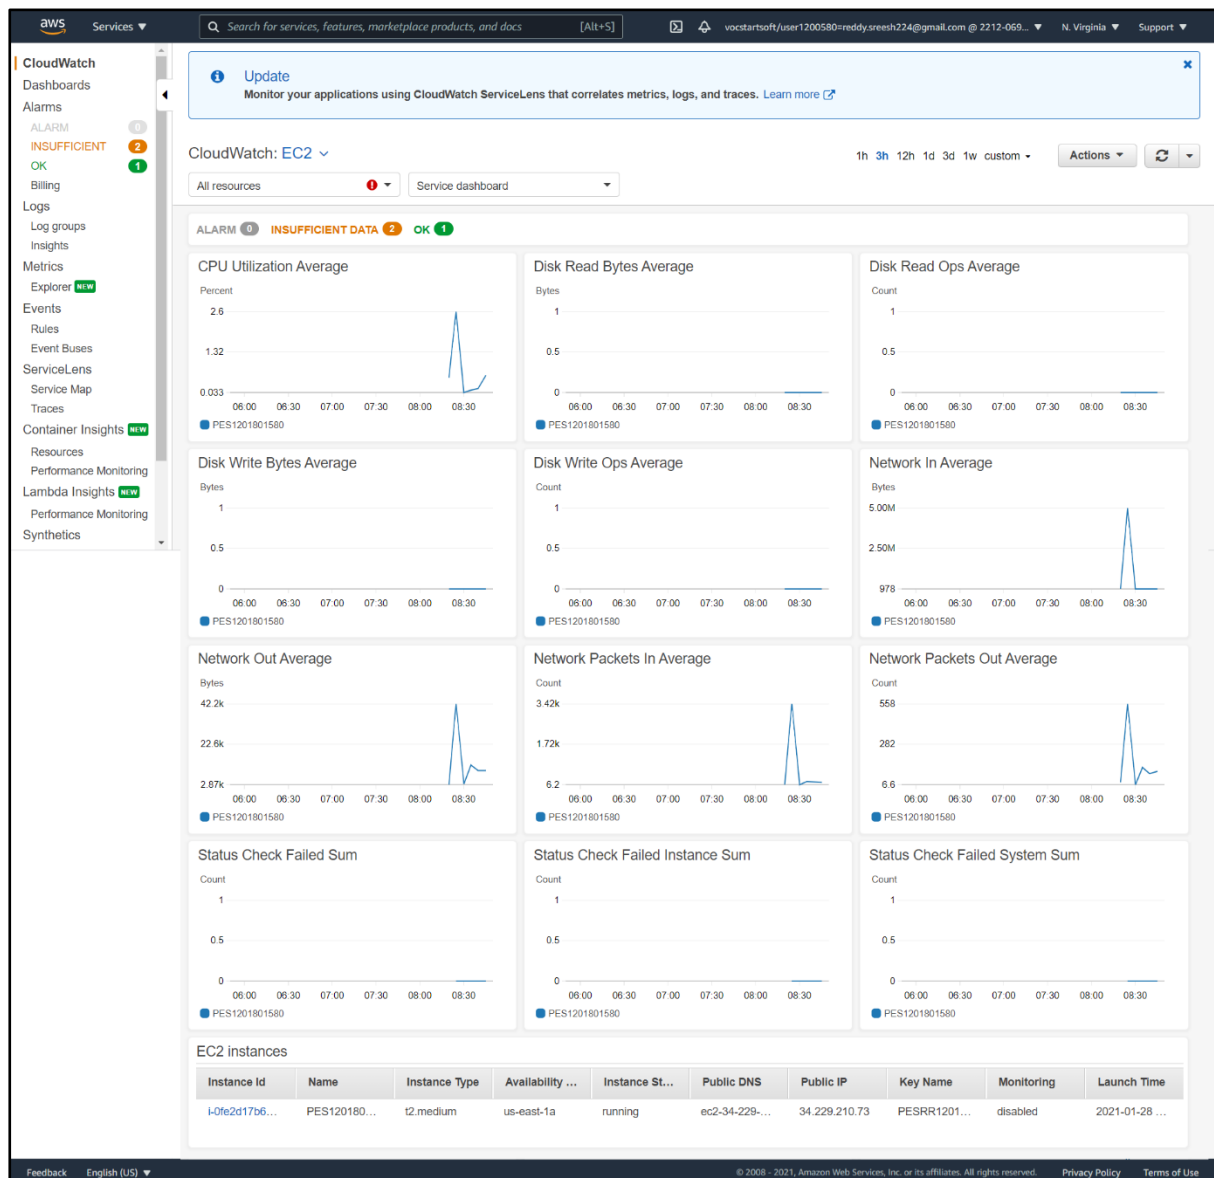 aws Services ▼ Search for services, features, marketplace products, and docs [Alt+S] vocstartsoft/user1200580=reddy.sreesh224@gmail.com @ 2212-069... ▼ N. Virginia ▼ Support ▼
CloudWatch
Dashboards
Alarms
ALARM 0
INSUFFICIENT 2
OK 1
Billing
Logs
Log groups
Insights
Metrics
Explorer NEW
Events
Rules
Event Buses
ServiceLens
Service Map
Traces
Container Insights NEW
Resources
Performance Monitoring
Lambda Insights NEW
Performance Monitoring
Synthetics
Update
Monitor your applications using CloudWatch ServiceLens that correlates metrics, logs, and traces. Learn more
CloudWatch: EC2
1h 3h 12h 1d 3d 1w custom Actions
All resources Service dashboard
ALARM 0 INSUFFICIENT DATA 2 OK 1
CPU Utilization Average
Percent
2.6
1.32
0.033
06:00 06:30 07:00 07:30 08:00 08:30
PES1201801580
Disk Read Bytes Average
Bytes
1
0.5
0
06:00 06:30 07:00 07:30 08:00 08:30
PES1201801580
Disk Read Ops Average
Count
1
0.5
0
06:00 06:30 07:00 07:30 08:00 08:30
PES1201801580
Disk Write Bytes Average
Bytes
1
0.5
0
06:00 06:30 07:00 07:30 08:00 08:30
PES1201801580
Disk Write Ops Average
Count
1
0.5
0
06:00 06:30 07:00 07:30 08:00 08:30
PES1201801580
Network In Average
Bytes
5.00M
2.50M
978
06:00 06:30 07:00 07:30 08:00 08:30
PES1201801580
Network Out Average
Bytes
42.2k
22.6k
2.87k
06:00 06:30 07:00 07:30 08:00 08:30
PES1201801580
Network Packets In Average
Count
3.42k
1.72k
6.2
06:00 06:30 07:00 07:30 08:00 08:30
PES1201801580
Network Packets Out Average
Count
558
282
6.6
06:00 06:30 07:00 07:30 08:00 08:30
PES1201801580
Status Check Failed Sum
Count
1
0.5
0
06:00 06:30 07:00 07:30 08:00 08:30
PES1201801580
Status Check Failed Instance Sum
Count
1
0.5
0
06:00 06:30 07:00 07:30 08:00 08:30
PES1201801580
Status Check Failed System Sum
Count
1
0.5
0
06:00 06:30 07:00 07:30 08:00 08:30
PES1201801580
EC2 instances
Instance Id Name Instance Type Availability ... Instance St... Public DNS Public IP Key Name Monitoring Launch Time
i-0fe2d17b6... PES120180... t2.medium us-east-1a running ec2-34-229-... 34.229.210.73 PESRR1201... disabled 2021-01-28 ...
Feedback English (US) ▼ © 2008 - 2021, Amazon Web Services, Inc. or its affiliates. All rights reserved. Privacy Policy Terms of Use